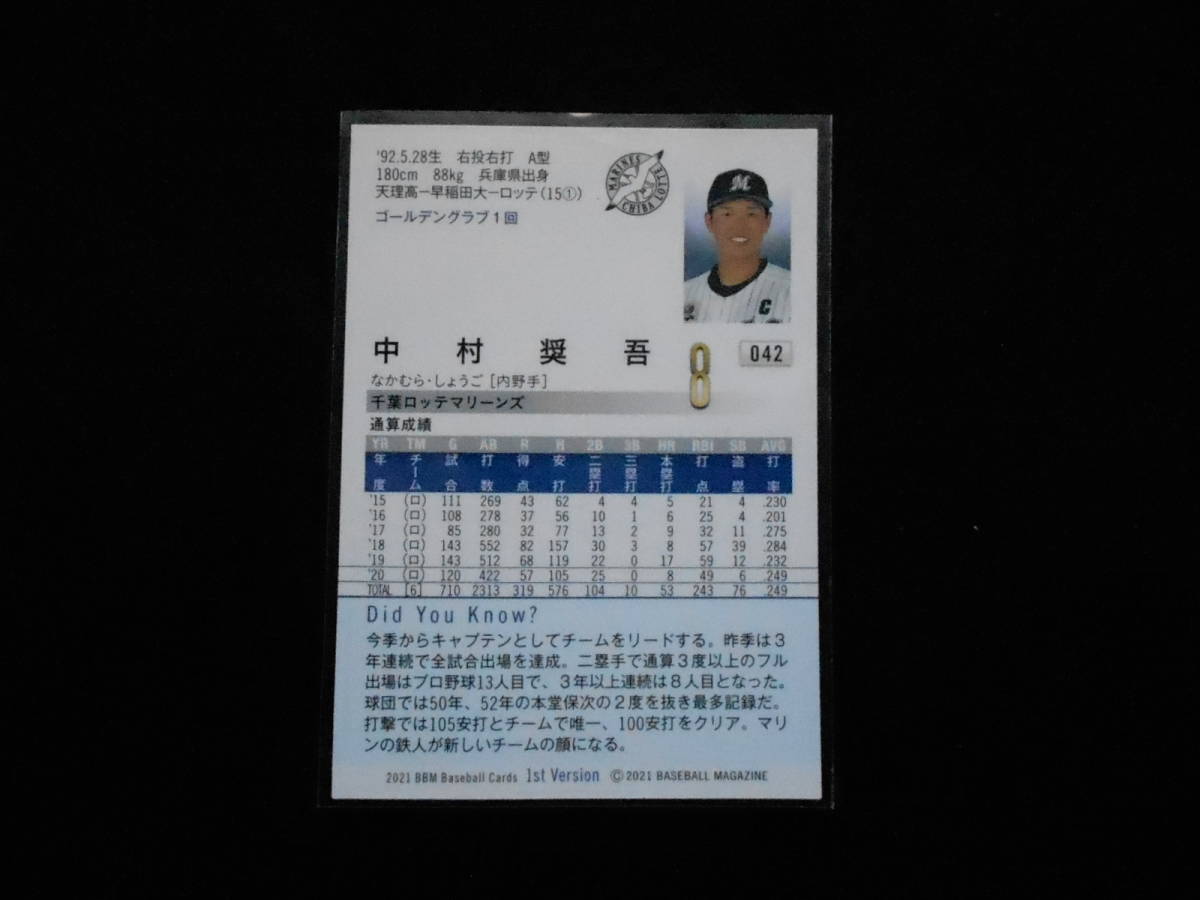 '92.5.28生 右投右打 A型
180cm 88kg 兵庫県出身
天理高ー早稲田大ーロッテ(15①)
ゴールデングラブ1回
MARINES
CHIBA LOTTE
M
C
中村奨吾
8
042
なかむら・しょうご [内野手]
千葉ロッテマリーンズ
通算成績
YR TM G AB R H 2B 3B HR RBI SB AVG
年度 チーム 試合 打数 得点 安打 二塁打 三塁打 本塁打 打点 盗塁 打率
'15 (ロ) 111 269 43 62 4 4 5 21 4 .230
'16 (ロ) 108 278 37 56 10 1 6 25 4 .201
'17 (ロ) 85 280 32 77 13 2 9 32 11 .275
'18 (ロ) 143 552 82 157 30 3 8 57 39 .284
'19 (ロ) 143 512 68 119 22 0 17 59 12 .232
'20 (ロ) 120 422 57 105 25 0 8 49 6 .249
TOTAL [6] 710 2313 319 576 104 10 53 243 76 .249
Did You Know?
今季からキャプテンとしてチームをリードする。昨季は3
年連続で全試合出場を達成。二塁手で通算3度以上のフル
出場はプロ野球13人目で、3年以上連続は8人目となった。
球団では50年、52年の本堂保次の2度を抜き最多記録だ。
打撃では105安打とチームで唯一、100安打をクリア。マリ
ンの鉄人が新しいチームの顔になる。
2021 BBM Baseball Cards 1st Version ©2021 BASEBALL MAGAZINE